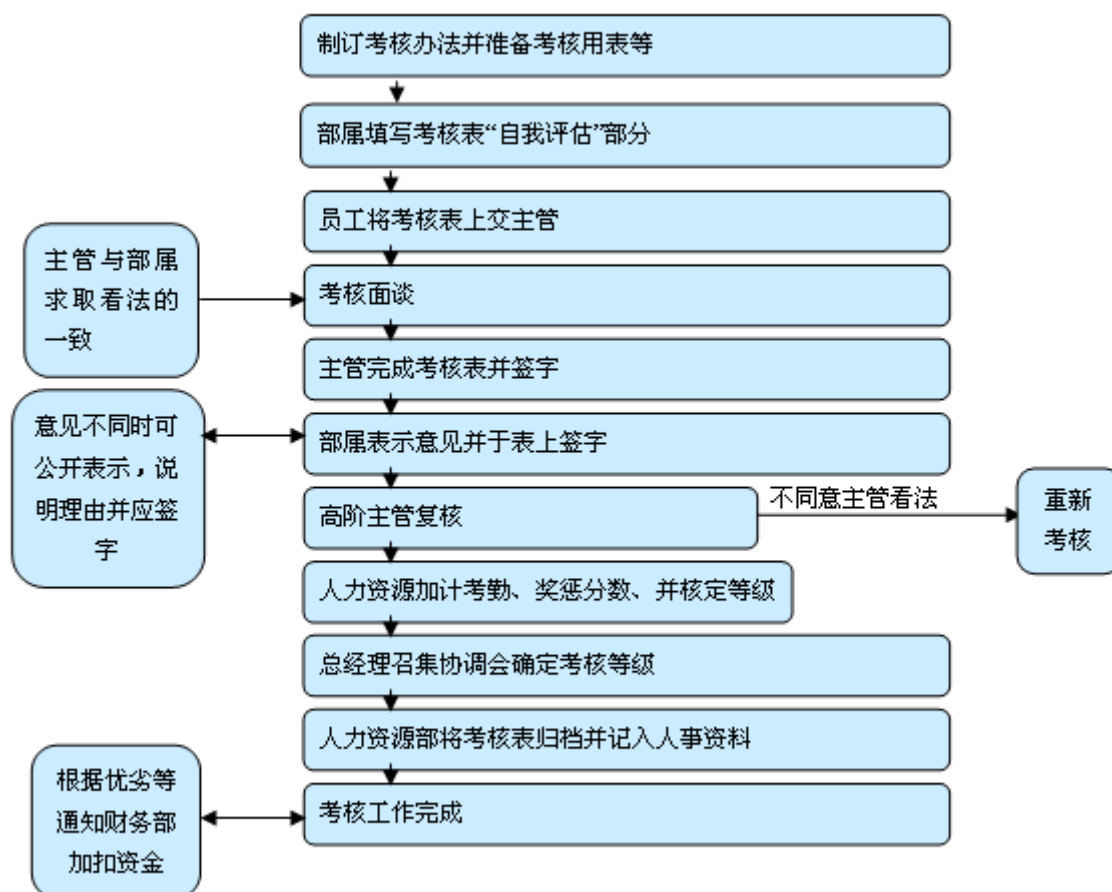 制订考核办法并准备考核用表等
部属填写考核表“自我评估”部分
员工将考核表上交主管
主管与部属
求取看法的
一致
考核面谈
主管完成考核表并签字
意见不同时可
公开表示，说
明理由并应签
字
部属表示意见并于表上签字
高阶主管复核
不同意主管看法
重新
考核
人力资源加计考勤、奖惩分数、并核定等级
总经理召集协调会确定考核等级
人力资源部将考核表归档并记入人事资料
根据优劣等
通知财务部
加扣资金
考核工作完成